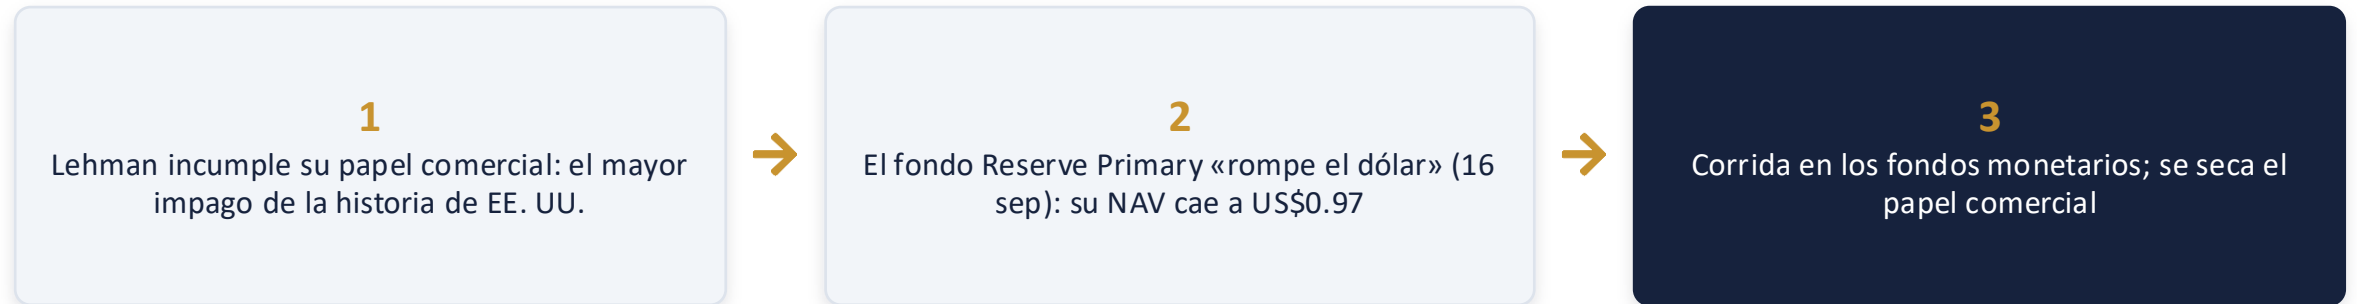 1
Lehman incumple su papel comercial: el mayor
impago de la historia de EE. UU.
2
El fondo Reserve Primary «rompe el dólar» (16
sep): su NAV cae a US$0.97
3
Corrida en los fondos monetarios; se seca el
papel comercial